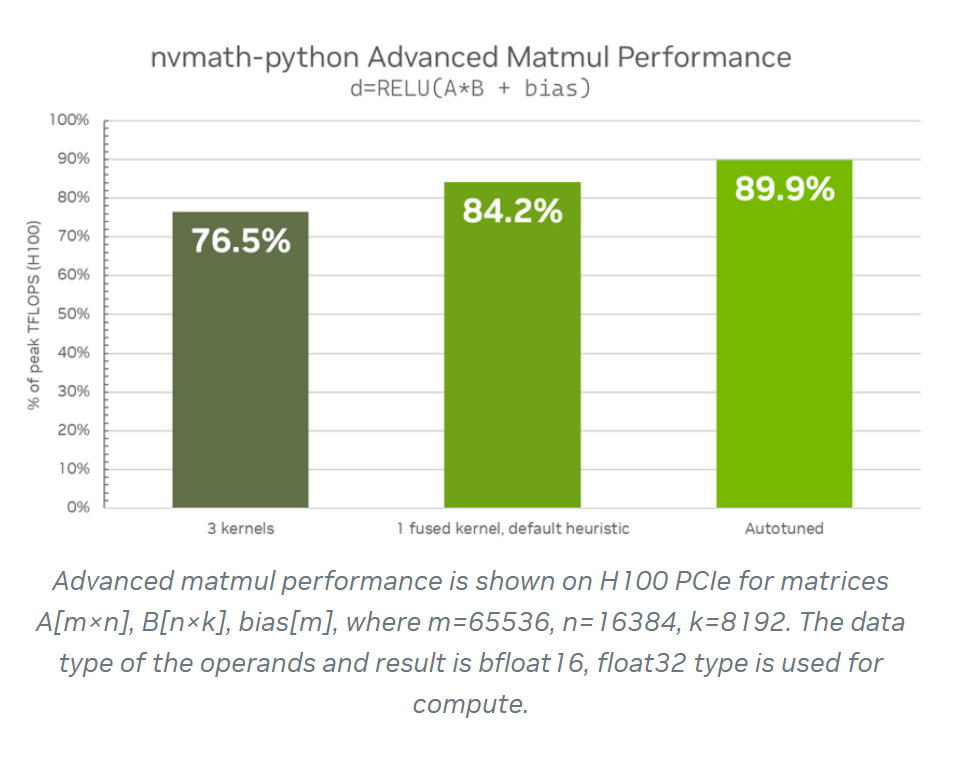 nvmath-python Advanced Matmul Performance
d=RELU(A*B + bias)
% of peak TFLOPS (H100)
100%
90%
80%
70%
60%
50%
40%
30%
20%
10%
0%
76.5%
84.2%
89.9%
3 kernels
1 fused kernel, default heuristic
Autotuned
Advanced matmul performance is shown on H100 PCIe for matrices
A[m×n], B[n×k], bias[m], where m=65536, n=16384, k=8192. The data
type of the operands and result is bfloat16, float32 type is used for
compute.